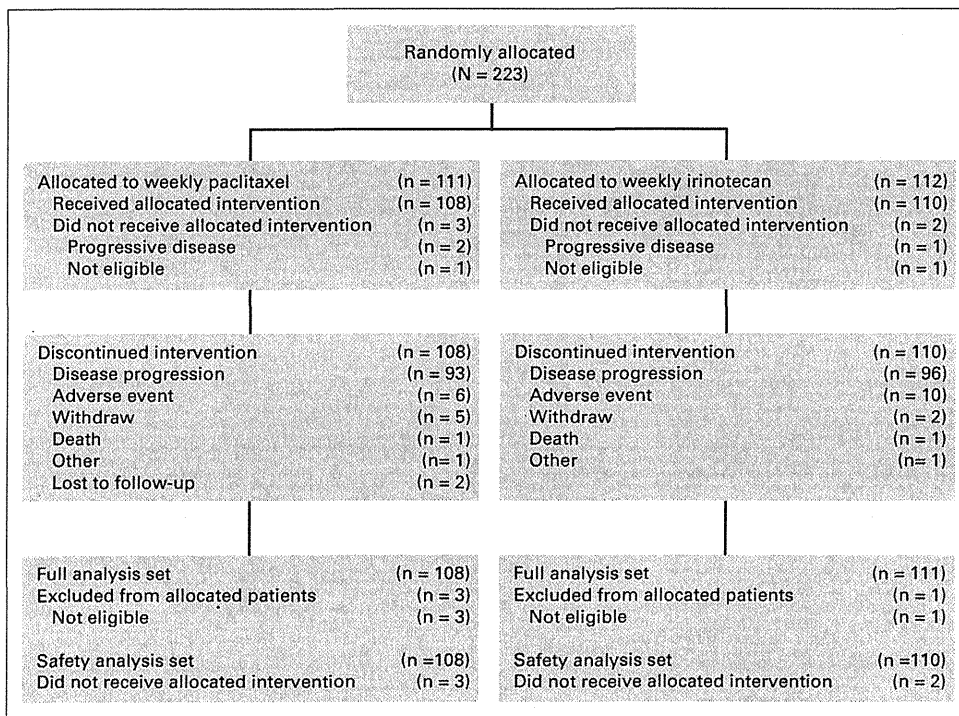 Randomly allocated
(N = 223)
Allocated to weekly paclitaxel (n = 111)
Received allocated intervention (n = 108)
Did not receive allocated intervention (n = 3)
Progressive disease (n = 2)
Not eligible (n = 1)
Allocated to weekly irinotecan (n = 112)
Received allocated intervention (n = 110)
Did not receive allocated intervention (n = 2)
Progressive disease (n = 1)
Not eligible (n = 1)
Discontinued intervention (n = 108)
Disease progression (n = 93)
Adverse event (n = 6)
Withdraw (n = 5)
Death (n = 1)
Other (n= 1)
Lost to follow-up (n = 2)
Discontinued intervention (n = 110)
Disease progression (n = 96)
Adverse event (n = 10)
Withdraw (n = 2)
Death (n = 1)
Other (n= 1)
Full analysis set (n = 108)
Excluded from allocated patients (n = 3)
Not eligible (n = 3)
Safety analysis set (n =108)
Did not receive allocated intervention (n = 3)
Full analysis set (n = 111)
Excluded from allocated patients (n = 1)
Not eligible (n = 1)
Safety analysis set (n =110)
Did not receive allocated intervention (n = 2)